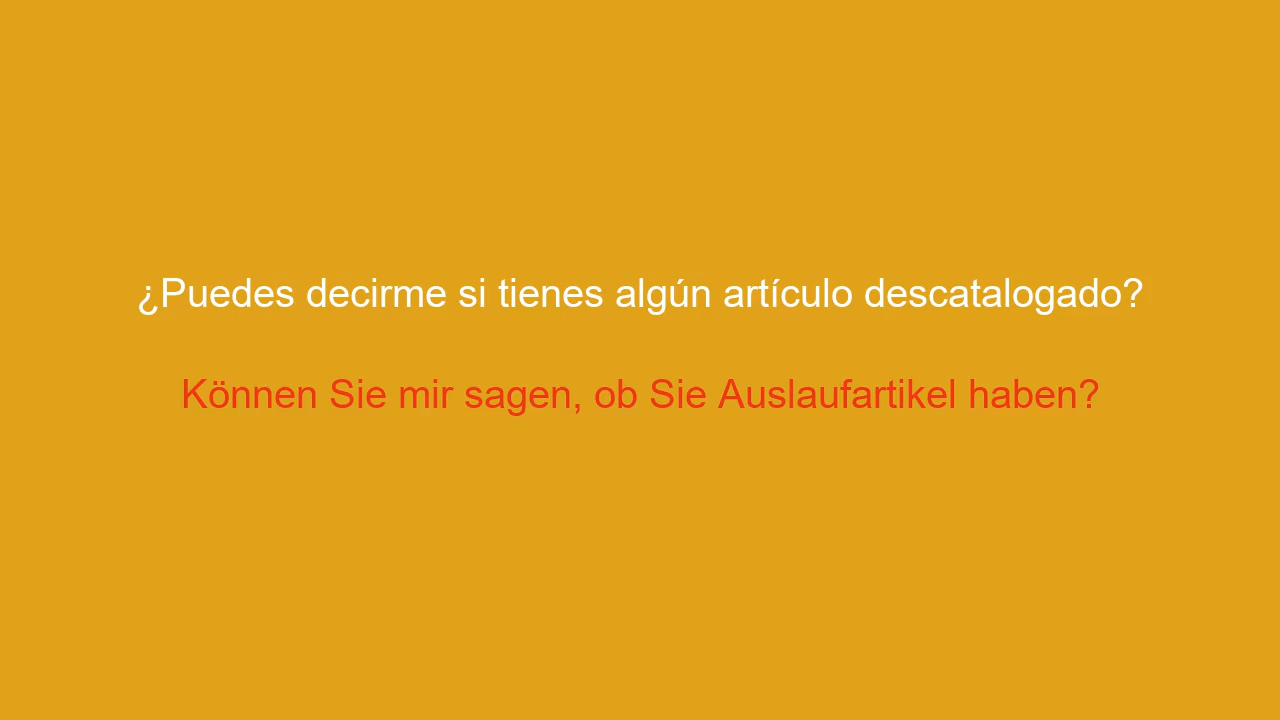 ¿Puedes decirme si tienes algún artículo descatalogado?
Können Sie mir sagen, ob Sie Auslaufartikel haben?